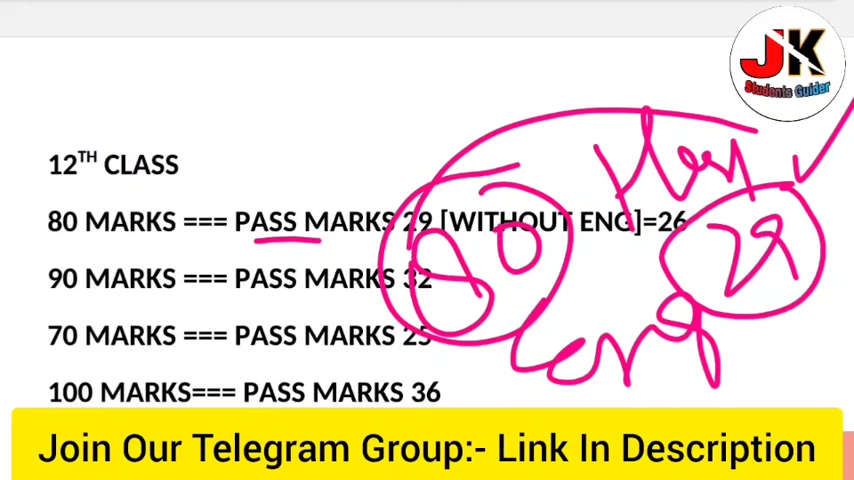 JK
Students Guider
12TH CLASS
80 MARKS === PASS MARKS 29 [WITHOUT ENG]=26
90 MARKS === PASS MARKS 32
70 MARKS === PASS MARKS 25
100 MARKS=== PASS MARKS 36
80
29
eng
Join Our Telegram Group:- Link In Description